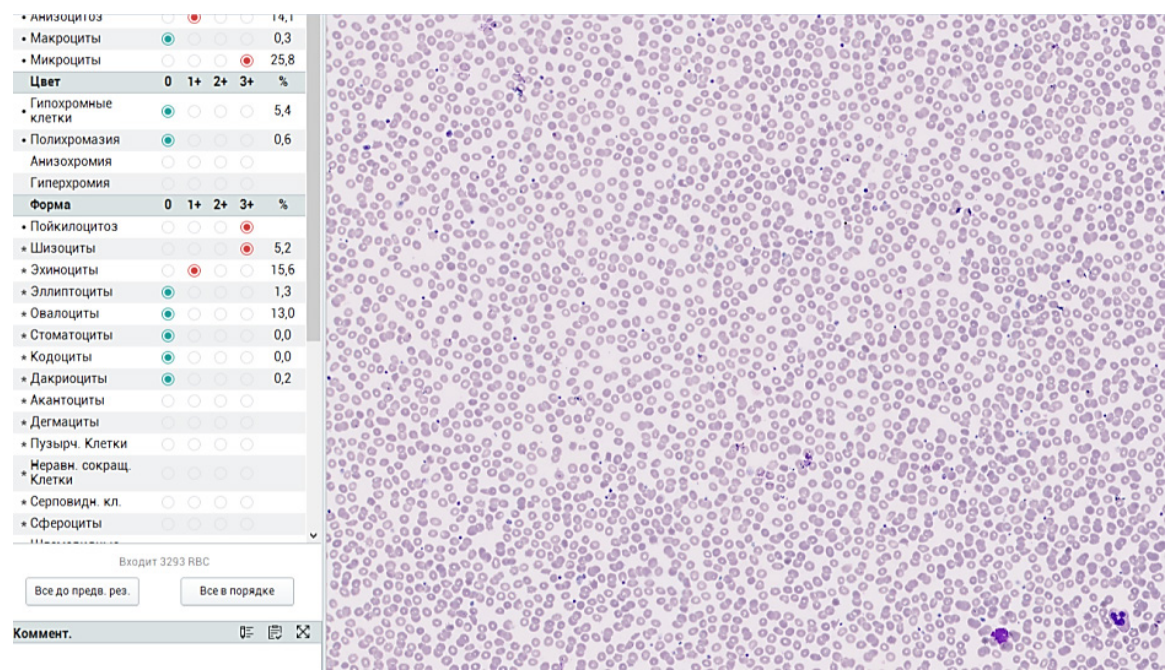 • Анизоцитоз 14,1
• Макроциты 0,3
• Микроциты 25,8
Цвет 0 1+ 2+ 3+ %
• Гипохромные
клетки 5,4
• Полихромазия 0,6
Анизохромия
Гиперхромия
Форма 0 1+ 2+ 3+ %
• Пойкилоцитоз
* Шизоциты 5,2
* Эхиноциты 15,6
* Эллиптоциты 1,3
* Овалоциты 13,0
* Стоматоциты 0,0
* Кодоциты 0,0
* Дакриоциты 0,2
* Акантоциты
* Дегмациты
* Пузырч. Клетки
* Неравн. сокращ.
Клетки
* Серповидн. кл.
* Сфероциты
Входит 3293 RBC
Все до предв. рез. Все в порядке
Коммент.